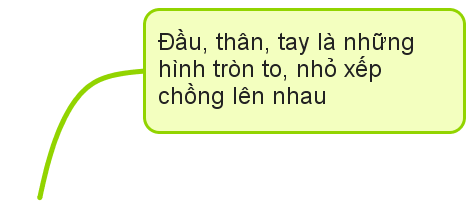 Đầu, thân, tay là những
hình tròn to, nhỏ xếp
chồng lên nhau